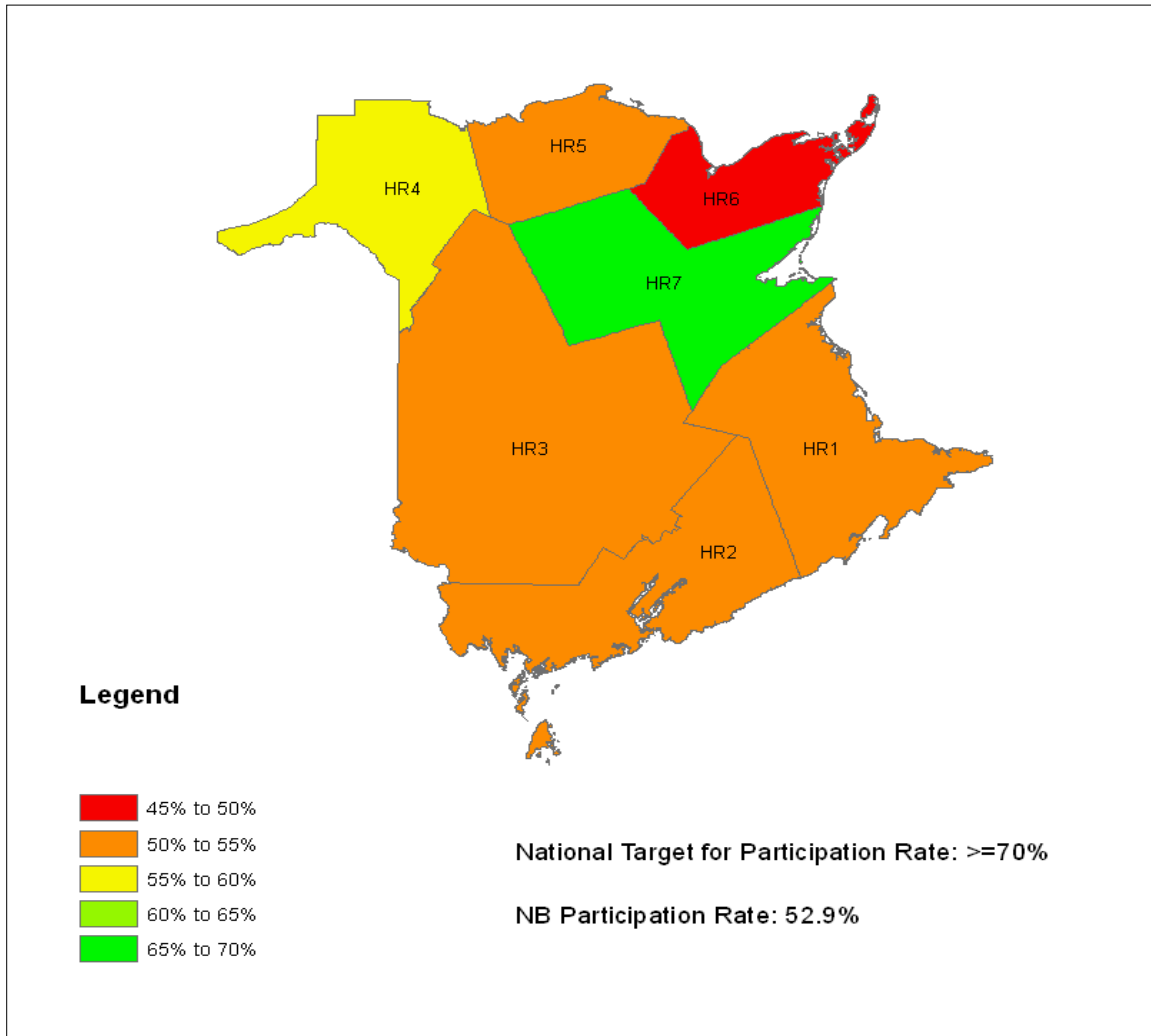 HR5
HR4
HR6
HR7
HR3
HR1
HR2
Legend
45% to 50%
50% to 55%
55% to 60%
60% to 65%
65% to 70%
National Target for Participation Rate: >=70%
NB Participation Rate: 52.9%